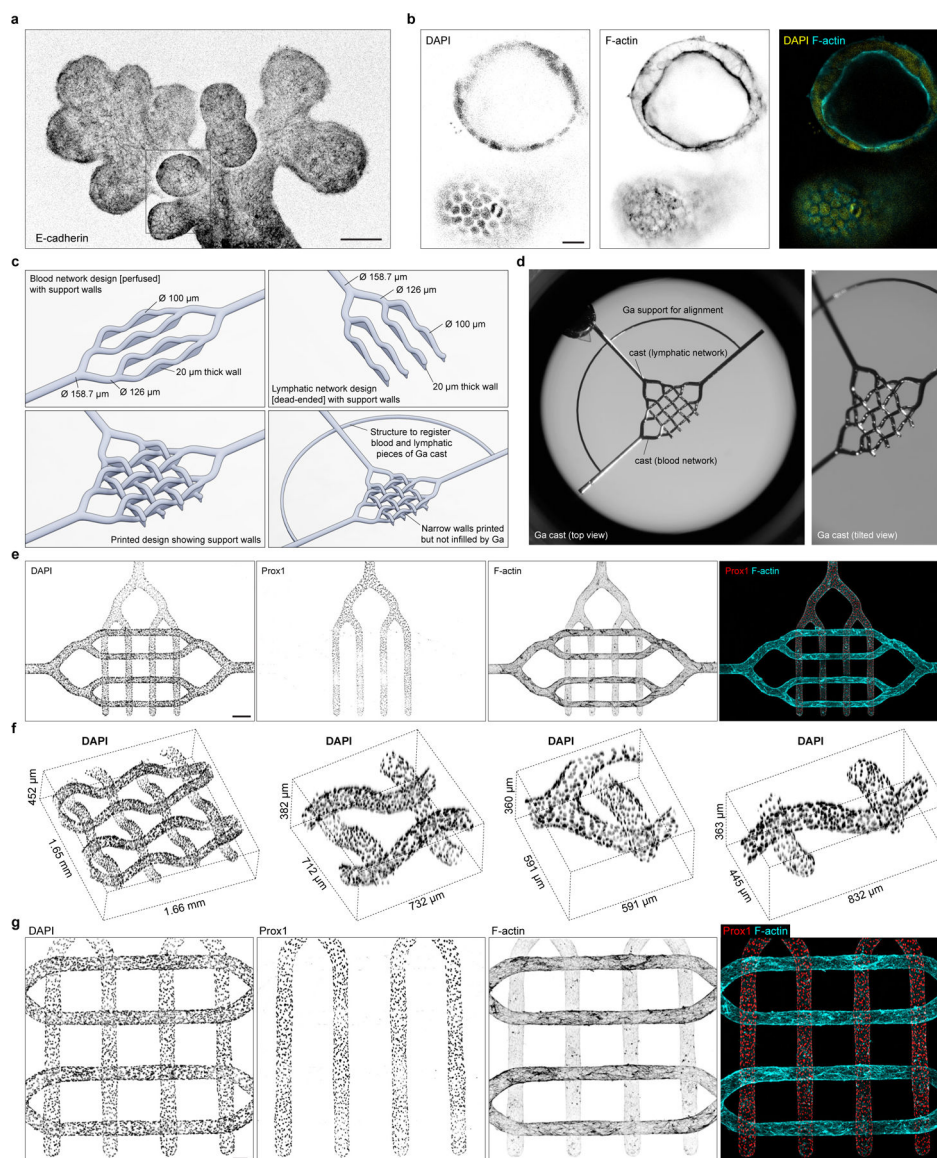 a
E-cadherin
b
DAPI
F-actin
DAPI F-actin
c
Blood network design [perfused]
with support walls
Ø 100 µm
20 µm thick wall
Ø 158.7 µm
Ø 126 µm
Ø 158.7 µm
Ø 126 µm
Ø 100 µm
20 µm thick wall
Lymphatic network design
[dead-ended] with support walls
Printed design showing support walls
Structure to register
blood and lymphatic
pieces of Ga cast
Narrow walls printed
but not infilled by Ga
d
Ga support for alignment
cast (lymphatic network)
cast (blood network)
Ga cast (top view)
Ga cast (tilted view)
e
DAPI
Prox1
F-actin
Prox1 F-actin
f
DAPI
452 µm
1.65 mm
1.66 mm
DAPI
382 µm
712 µm
732 µm
DAPI
360 µm
591 µm
591 µm
DAPI
363 µm
445 µm
832 µm
g
DAPI
Prox1
F-actin
Prox1 F-actin